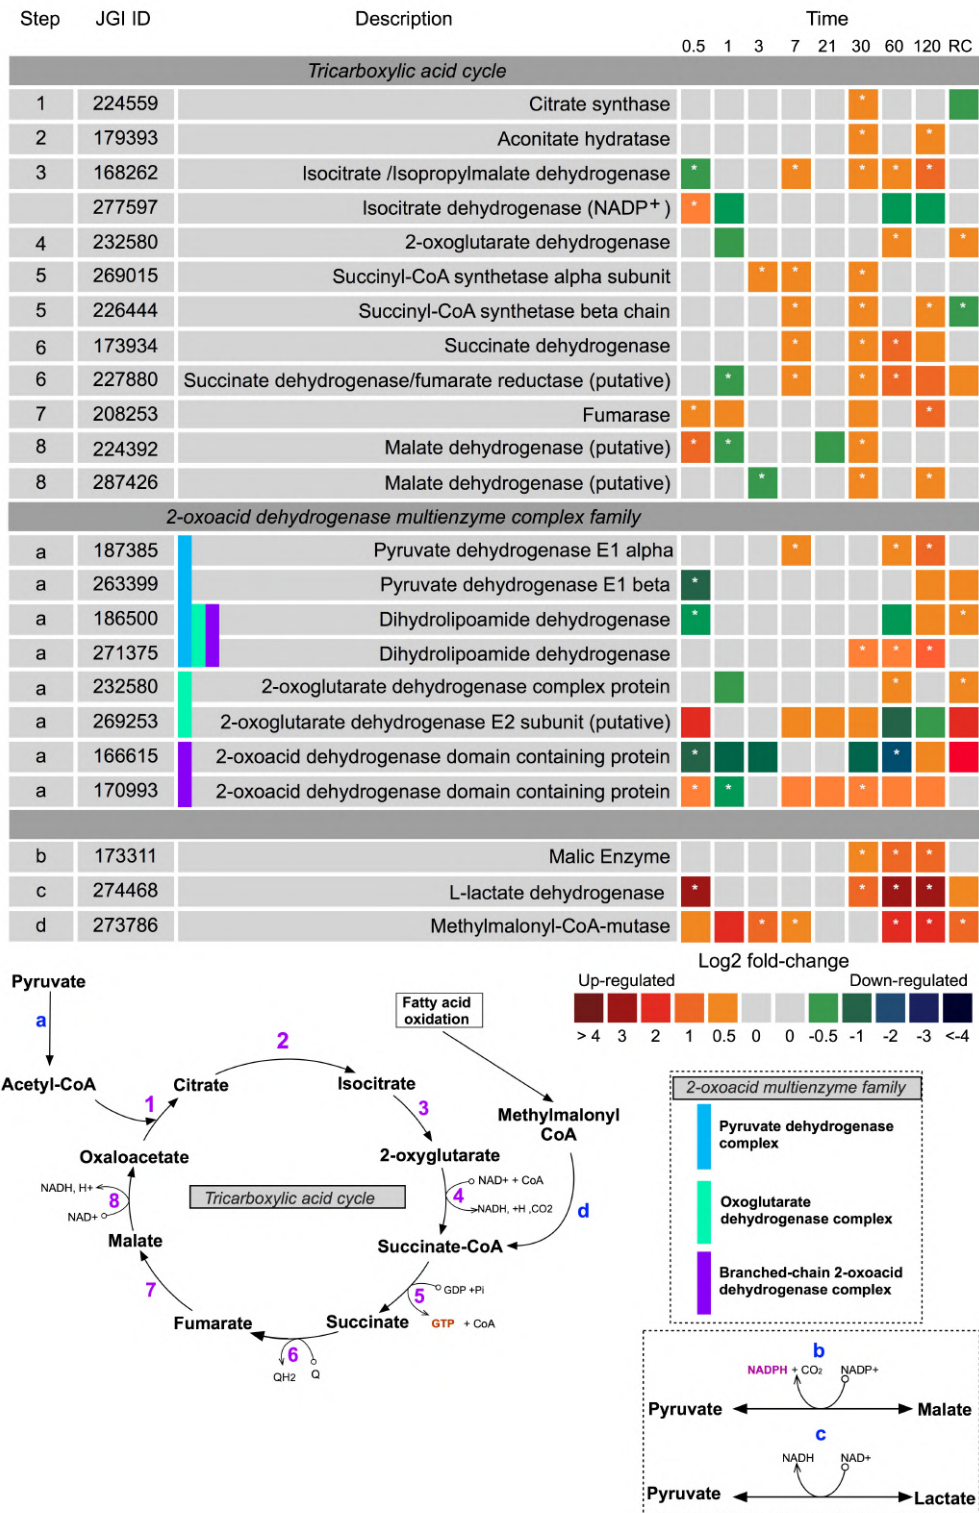 Step JGI ID Description Time
0.5 1 3 7 21 30 60 120 RC
Tricarboxylic acid cycle
1 224559 Citrate synthase *
2 179393 Aconitate hydratase * *
3 168262 Isocitrate /Isopropylmalate dehydrogenase * * * * *
277597 Isocitrate dehydrogenase (NADP+) *
4 232580 2-oxoglutarate dehydrogenase * *
5 269015 Succinyl-CoA synthetase alpha subunit * * *
5 226444 Succinyl-CoA synthetase beta chain * * * *
6 173934 Succinate dehydrogenase * * *
6 227880 Succinate dehydrogenase/fumarate reductase (putative) * * * *
7 208253 Fumarase * *
8 224392 Malate dehydrogenase (putative) * * *
8 287426 Malate dehydrogenase (putative) * * *
2-oxoacid dehydrogenase multienzyme complex family
a 187385 Pyruvate dehydrogenase E1 alpha * * *
a 263399 Pyruvate dehydrogenase E1 beta *
a 186500 Dihydrolipoamide dehydrogenase * *
a 271375 Dihydrolipoamide dehydrogenase * * *
a 232580 2-oxoglutarate dehydrogenase complex protein * *
a 269253 2-oxoglutarate dehydrogenase E2 subunit (putative)
a 166615 2-oxoacid dehydrogenase domain containing protein * *
a 170993 2-oxoacid dehydrogenase domain containing protein * * *
b 173311 Malic Enzyme * * *
c 274468 L-lactate dehydrogenase * * * *
d 273786 Methylmalonyl-CoA-mutase * * * * *
Log2 fold-change
Up-regulated Down-regulated
> 4 3 2 1 0.5 0 0 -0.5 -1 -2 -3 <-4
Pyruvate
a
Acetyl-CoA
1
Citrate
2
Isocitrate
3
2-oxyglutarate
4
NAD+ + CoA
NADH, +H ,CO2
Succinate-CoA
5
GDP +Pi
GTP + CoA
Succinate
6
QH2 Q
Fumarate
7
Malate
8
NADH, H+
NAD+
Oxaloacetate
Tricarboxylic acid cycle
Fatty acid
oxidation
Methylmalonyl
CoA
d
2-oxoacid multienzyme family
Pyruvate dehydrogenase
complex
Oxoglutarate
dehydrogenase complex
Branched-chain 2-oxoacid
dehydrogenase complex
b
NADPH + CO2 NADP+
Pyruvate Malate
c
NADH NAD+
Pyruvate Lactate